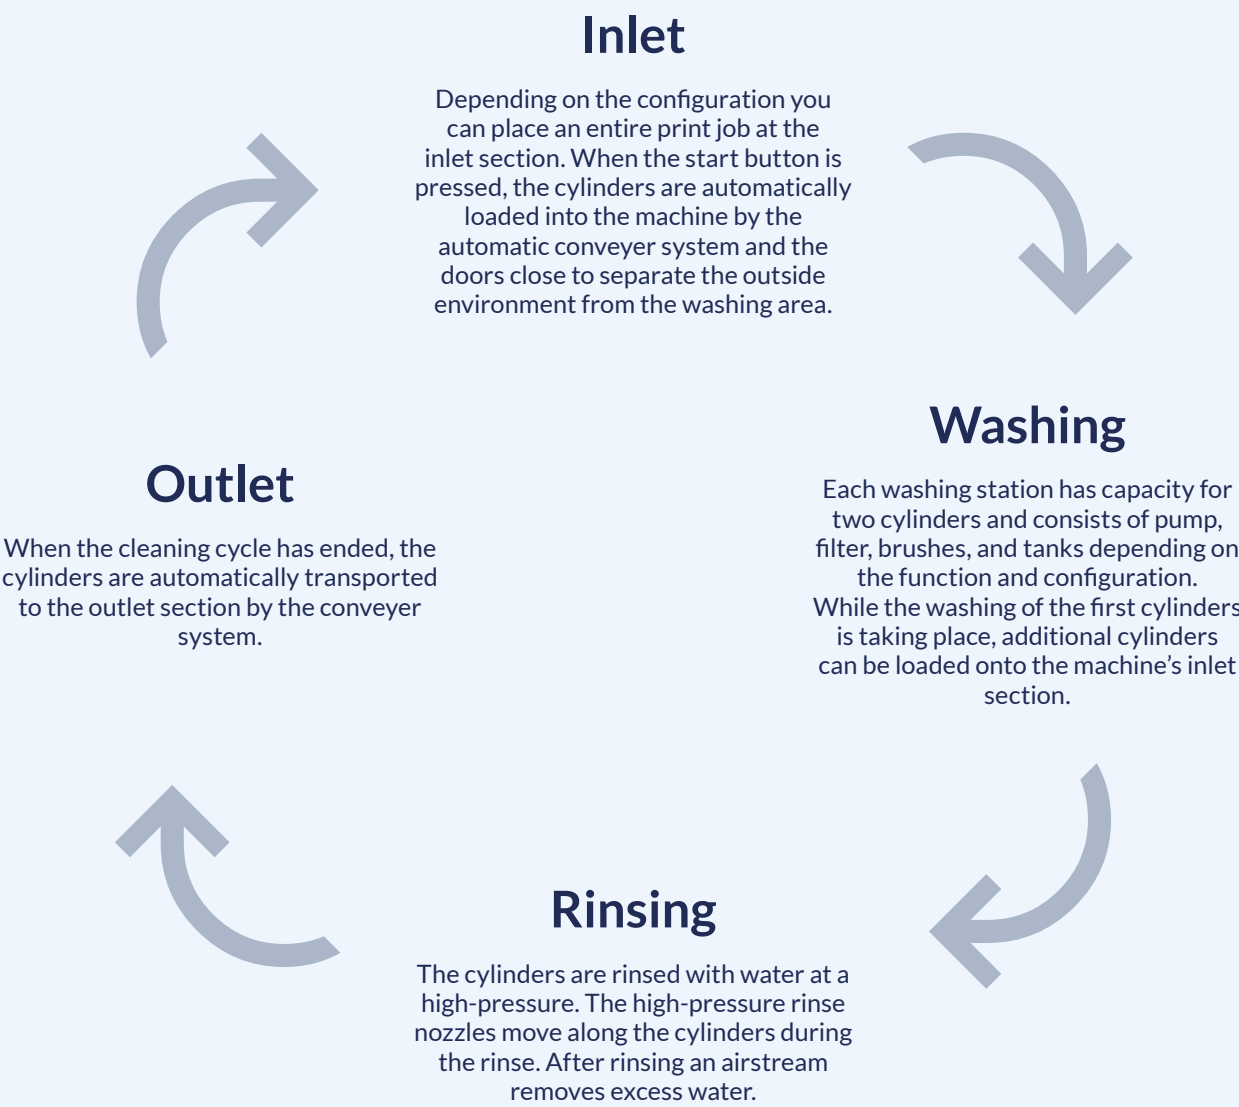 Inlet
Depending on the configuration you
can place an entire print job at the
inlet section. When the start button is
pressed, the cylinders are automatically
loaded into the machine by the
automatic conveyer system and the
doors close to separate the outside
environment from the washing area.
Washing
Each washing station has capacity for
two cylinders and consists of pump,
filter, brushes, and tanks depending on
the function and configuration.
While the washing of the first cylinders
is taking place, additional cylinders
can be loaded onto the machine’s inlet
section.
Rinsing
The cylinders are rinsed with water at a
high-pressure. The high-pressure rinse
nozzles move along the cylinders during
the rinse. After rinsing an airstream
removes excess water.
Outlet
When the cleaning cycle has ended, the
cylinders are automatically transported
to the outlet section by the conveyer
system.